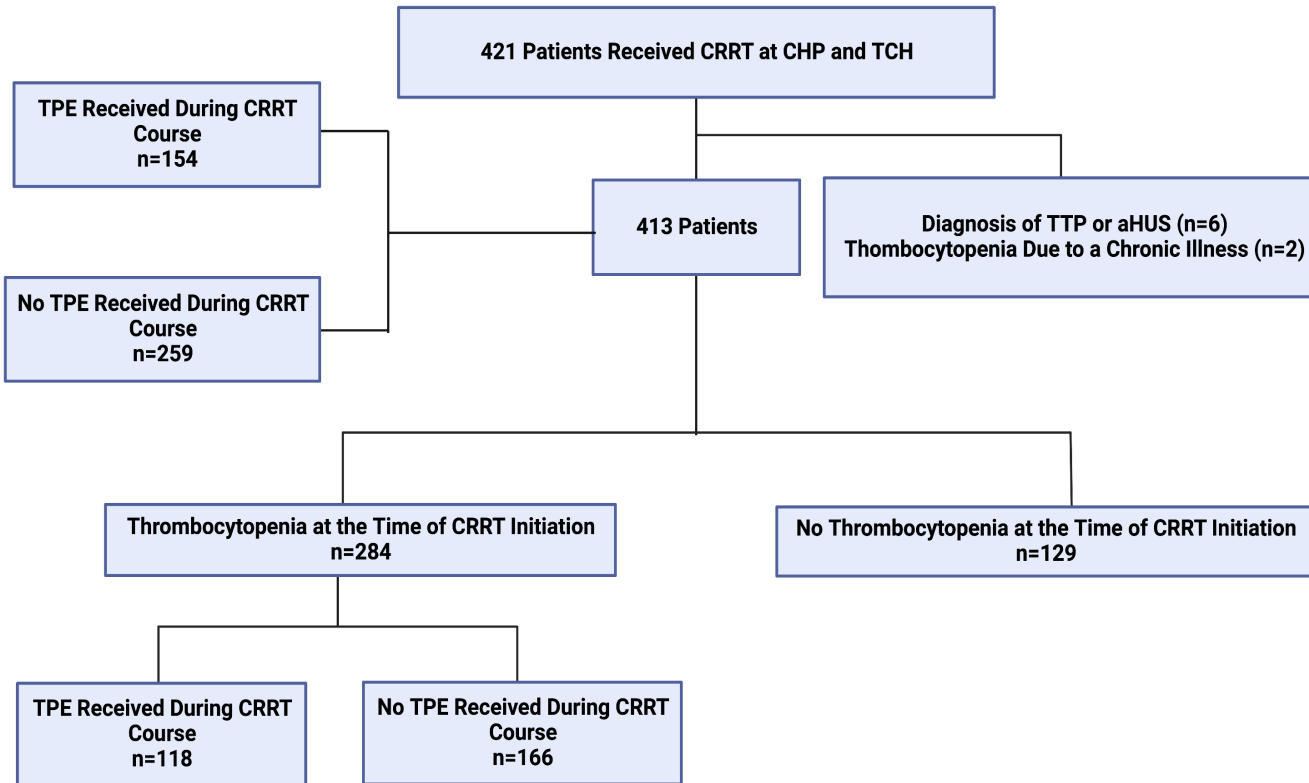 421 Patients Received CRRT at CHP and TCH
TPE Received During CRRT
Course
n=154
413 Patients
Diagnosis of TTP or aHUS (n=6)
Thombocytopenia Due to a Chronic Illness (n=2)
No TPE Received During CRRT
Course
n=259
Thrombocytopenia at the Time of CRRT Initiation
n=284
No Thrombocytopenia at the Time of CRRT Initiation
n=129
TPE Received During CRRT
Course
n=118
No TPE Received During CRRT
Course
n=166